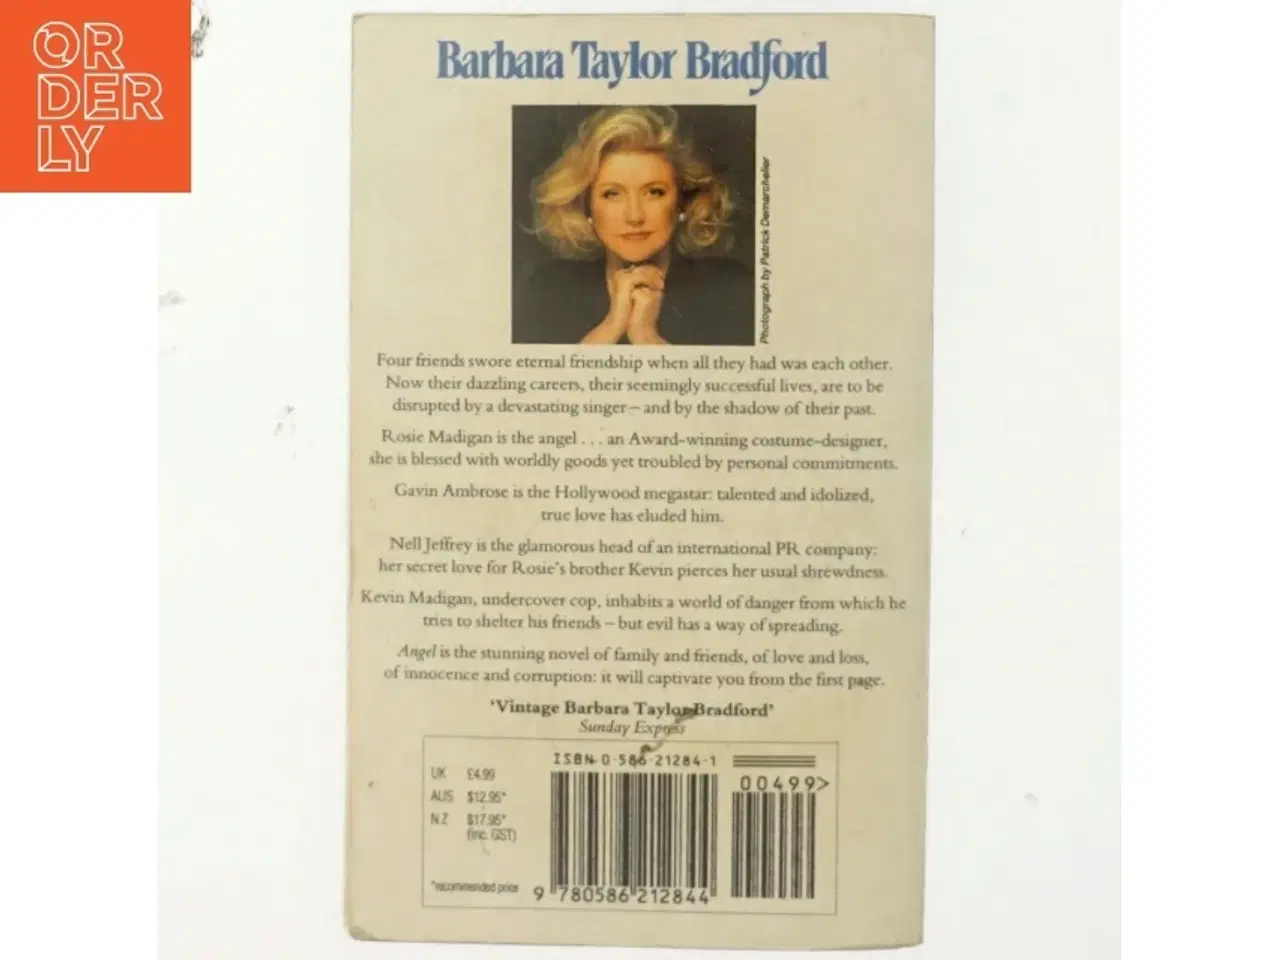 OR
DER
LY
Barbara Taylor Bradford
Photograph by Patrick Demarchelier
Four friends swore eternal friendship when all they had was each other.
Now their dazzling careers, their seemingly successful lives, are to be
disrupted by a devastating singer – and by the shadow of their past.
Rosie Madigan is the angel . . . an Award-winning costume-designer,
she is blessed with worldly goods yet troubled by personal commitments.
Gavin Ambrose is the Hollywood megastar: talented and idolized,
true love has eluded him.
Nell Jeffrey is the glamorous head of an international PR company:
her secret love for Rosie's brother Kevin pierces her usual shrewdness.
Kevin Madigan, undercover cop, inhabits a world of danger from which he
tries to shelter his friends – but evil has a way of spreading.
Angel is the stunning novel of family and friends, of love and loss,
of innocence and corruption: it will captivate you from the first page.
'Vintage Barbara Taylor Bradford'
Sunday Express
ISBN 0-586-21284-1
00499>
UK £4.99
AUS $12.95*
N.Z $17.95*
(inc. GST)
*recommended price
9 780586 212844